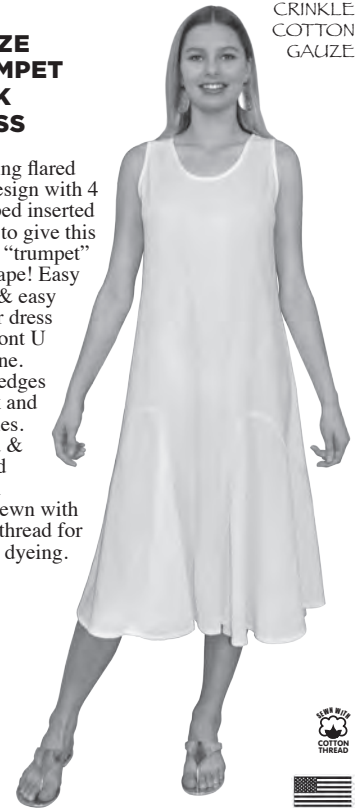 CRINKLE
COTTON
GAUZE
ZE
MPET
K
SS
ng flared
esign with 4
ped inserted
to give this
“trumpet”
ape! Easy
& easy
r dress
ont U
ne.
edges
and
es.
&
d
ewn with
thread for
dyeing.
SEWN WITH
COTTON
THREAD